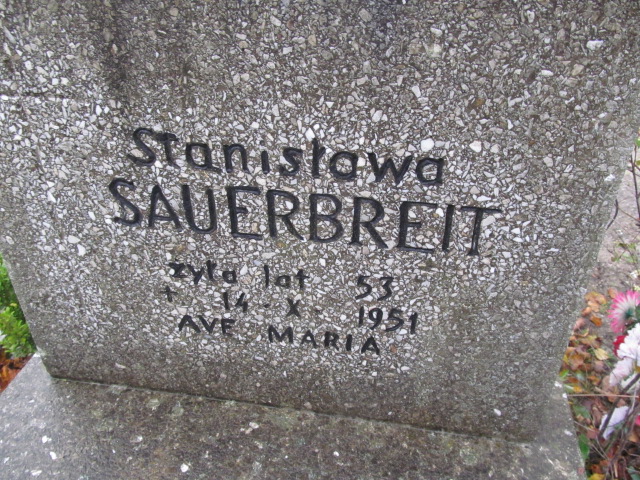 Stanisława
SAUERBREIT
żyła lat 53
+ 14 - X - 1951
AVE MARIA